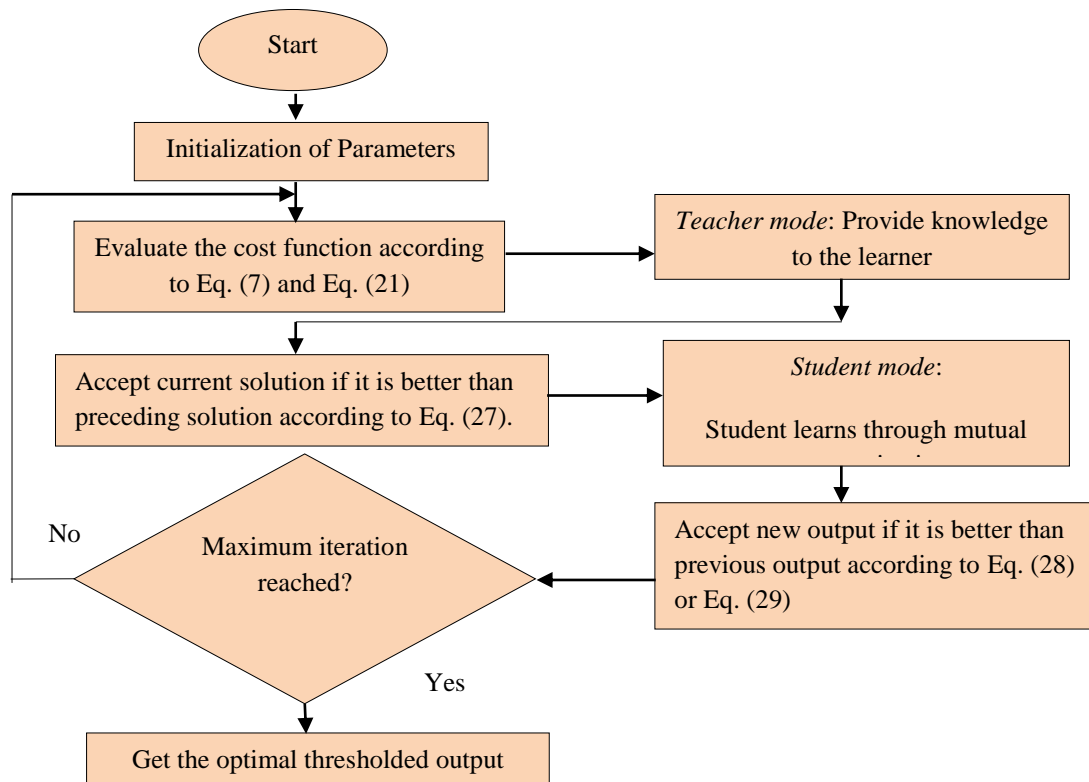 Start
Initialization of Parameters
Evaluate the cost function according
to Eq. (7) and Eq. (21)
Teacher mode: Provide knowledge
to the learner
Accept current solution if it is better than
preceding solution according to Eq. (27).
Student mode:
Student learns through mutual
Accept new output if it is better than
previous output according to Eq. (28)
or Eq. (29)
Maximum iteration
reached?
No
Yes
Get the optimal thresholded output